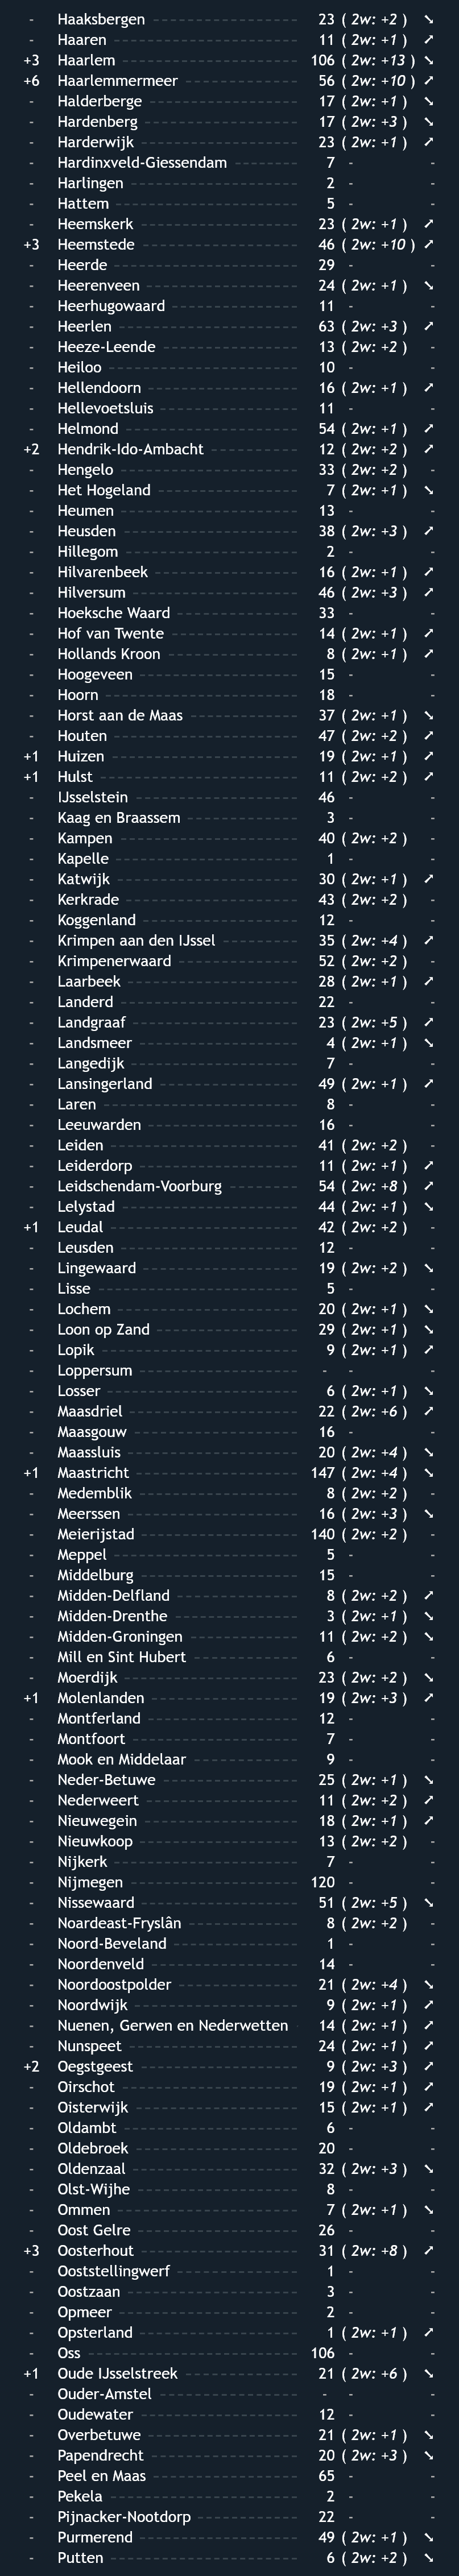 - Haaksbergen 23 ( 2w: +2 ) ➘
- Haaren 11 ( 2w: +1 ) ➚
+3 Haarlem 106 ( 2w: +13 ) ➘
+6 Haarlemmermeer 56 ( 2w: +10 ) ➚
- Halderberge 17 ( 2w: +1 ) ➘
- Hardenberg 17 ( 2w: +3 ) ➘
- Harderwijk 23 ( 2w: +1 ) ➚
- Hardinxveld-Giessendam 7 - -
- Harlingen 2 - -
- Hattem 5 - -
- Heemskerk 23 ( 2w: +1 ) ➚
+3 Heemstede 46 ( 2w: +10 ) ➚
- Heerde 29 - -
- Heerenveen 24 ( 2w: +1 ) ➘
- Heerhugowaard 11 - -
- Heerlen 63 ( 2w: +3 ) ➚
- Heeze-Leende 13 ( 2w: +2 ) -
- Heiloo 10 - -
- Hellendoorn 16 ( 2w: +1 ) ➚
- Hellevoetsluis 11 - -
- Helmond 54 ( 2w: +1 ) ➚
+2 Hendrik-Ido-Ambacht 12 ( 2w: +2 ) ➚
- Hengelo 33 ( 2w: +2 ) -
- Het Hogeland 7 ( 2w: +1 ) ➘
- Heumen 13 - -
- Heusden 38 ( 2w: +3 ) ➚
- Hillegom 2 - -
- Hilvarenbeek 16 ( 2w: +1 ) ➚
- Hilversum 46 ( 2w: +3 ) ➚
- Hoeksche Waard 33 - -
- Hof van Twente 14 ( 2w: +1 ) ➚
- Hollands Kroon 8 ( 2w: +1 ) ➚
- Hoogeveen 15 - -
- Hoorn 18 - -
- Horst aan de Maas 37 ( 2w: +1 ) ➘
- Houten 47 ( 2w: +2 ) ➚
+1 Huizen 19 ( 2w: +1 ) ➚
+1 Hulst 11 ( 2w: +2 ) ➚
- IJsselstein 46 - -
- Kaag en Braassem 3 - -
- Kampen 40 ( 2w: +2 ) -
- Kapelle 1 - -
- Katwijk 30 ( 2w: +1 ) ➚
- Kerkrade 43 ( 2w: +2 ) -
- Koggenland 12 - -
- Krimpen aan den IJssel 35 ( 2w: +4 ) ➚
- Krimpenerwaard 52 ( 2w: +2 ) -
- Laarbeek 28 ( 2w: +1 ) ➚
- Landerd 22 - -
- Landgraaf 23 ( 2w: +5 ) ➚
- Landsmeer 4 ( 2w: +1 ) ➘
- Langedijk 7 - -
- Lansingerland 49 ( 2w: +1 ) ➚
- Laren 8 - -
- Leeuwarden 16 - -
- Leiden 41 ( 2w: +2 ) -
- Leiderdorp 11 ( 2w: +1 ) ➚
- Leidschendam-Voorburg 54 ( 2w: +8 ) ➚
- Lelystad 44 ( 2w: +1 ) ➘
+1 Leudal 42 ( 2w: +2 ) -
- Leusden 12 - -
- Lingewaard 19 ( 2w: +2 ) ➘
- Lisse 5 - -
- Lochem 20 ( 2w: +1 ) ➘
- Loon op Zand 29 ( 2w: +1 ) ➘
- Lopik 9 ( 2w: +1 ) ➚
- Loppersum - - -
- Losser 6 ( 2w: +1 ) ➘
- Maasdriel 22 ( 2w: +6 ) ➚
- Maasgouw 16 - -
- Maassluis 20 ( 2w: +4 ) ➘
+1 Maastricht 147 ( 2w: +4 ) ➘
- Medemblik 8 ( 2w: +2 ) -
- Meerssen 16 ( 2w: +3 ) ➘
- Meierijstad 140 ( 2w: +2 ) -
- Meppel 5 - -
- Middelburg 15 - -
- Midden-Delfland 8 ( 2w: +2 ) ➚
- Midden-Drenthe 3 ( 2w: +1 ) ➘
- Midden-Groningen 11 ( 2w: +2 ) ➘
- Mill en Sint Hubert 6 - -
- Moerdijk 23 ( 2w: +2 ) ➘
+1 Molenlanden 19 ( 2w: +3 ) ➚
- Montferland 12 - -
- Montfoort 7 - -
- Mook en Middelaar 9 - -
- Neder-Betuwe 25 ( 2w: +1 ) ➘
- Nederweert 11 ( 2w: +2 ) ➚
- Nieuwegein 18 ( 2w: +1 ) ➚
- Nieuwkoop 13 ( 2w: +2 ) -
- Nijkerk 7 - -
- Nijmegen 120 - -
- Nissewaard 51 ( 2w: +5 ) ➘
- Noardeast-Fryslân 8 ( 2w: +2 ) -
- Noord-Beveland 1 - -
- Noordenveld 14 - -
- Noordoostpolder 21 ( 2w: +4 ) ➘
- Noordwijk 9 ( 2w: +1 ) ➚
- Nuenen, Gerwen en Nederwetten 14 ( 2w: +1 ) ➚
- Nunspeet 24 ( 2w: +1 ) ➚
+2 Oegstgeest 9 ( 2w: +3 ) ➚
- Oirschot 19 ( 2w: +1 ) ➚
- Oisterwijk 15 ( 2w: +1 ) ➚
- Oldambt 6 - -
- Oldebroek 20 - -
- Oldenzaal 32 ( 2w: +3 ) ➘
- Olst-Wijhe 8 - -
- Ommen 7 ( 2w: +1 ) ➘
- Oost Gelre 26 - -
+3 Oosterhout 31 ( 2w: +8 ) ➚
- Ooststellingwerf 1 - -
- Oostzaan 3 - -
- Opmeer 2 - -
- Opsterland 1 ( 2w: +1 ) ➚
- Oss 106 - -
+1 Oude IJsselstreek 21 ( 2w: +6 ) ➘
- Ouder-Amstel - - -
- Oudewater 12 - -
- Overbetuwe 21 ( 2w: +1 ) ➘
- Papendrecht 20 ( 2w: +3 ) ➘
- Peel en Maas 65 - -
- Pekela 2 - -
- Pijnacker-Nootdorp 22 - -
- Purmerend 49 ( 2w: +1 ) ➘
- Putten 6 ( 2w: +2 ) ➘